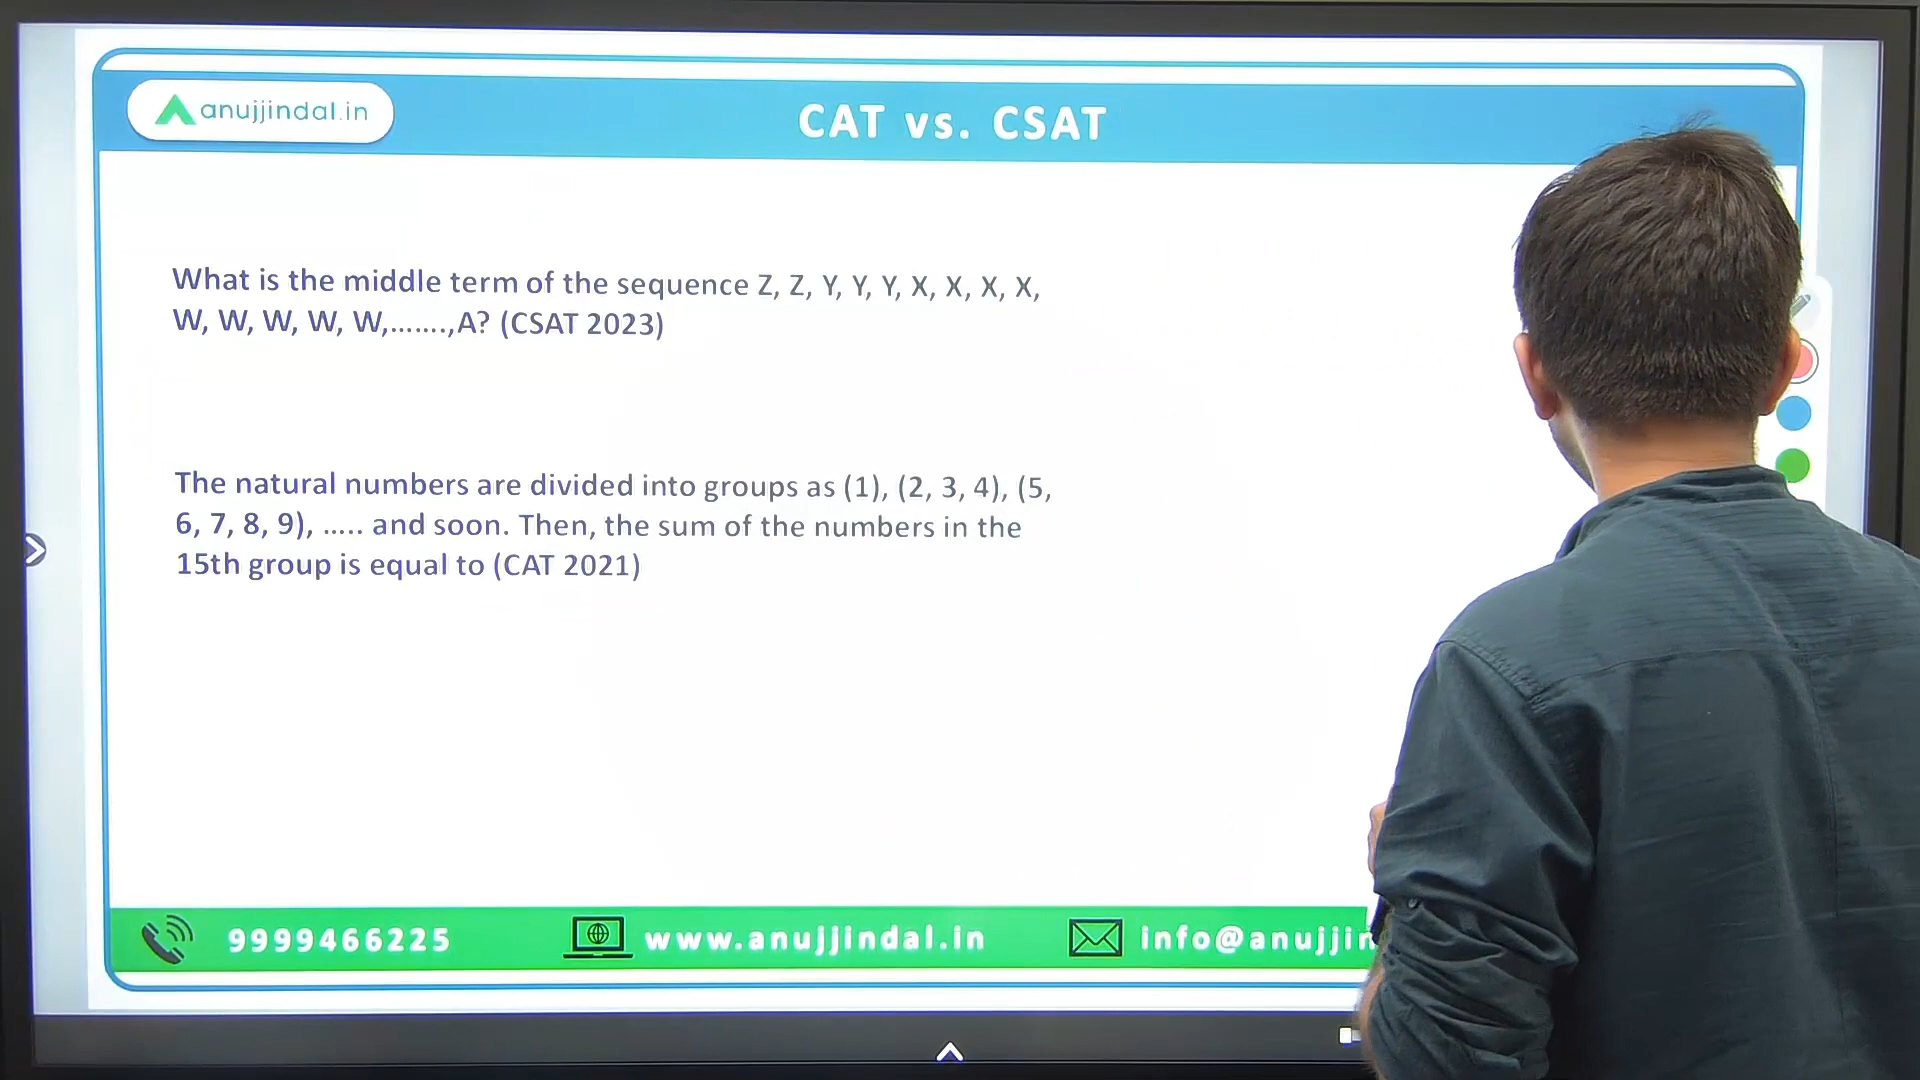 anujjindal.in
CAT vs. CSAT
What is the middle term of the sequence Z, Z, Y, Y, Y, X, X, X, X,
W, W, W, W, W,.......,A? (CSAT 2023)
The natural numbers are divided into groups as (1), (2, 3, 4), (5,
6, 7, 8, 9), ..... and soon. Then, the sum of the numbers in the
15th group is equal to (CAT 2021)
9999466225
www.anujjindal.in
info@anujjin